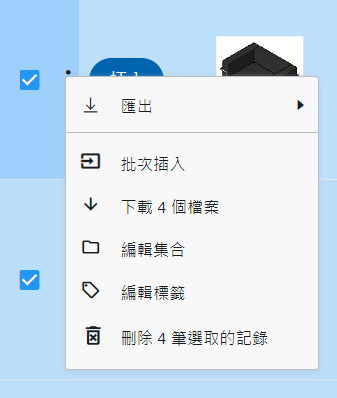 匯出
批次插入
下載 4 個檔案
編輯集合
編輯標籤
刪除 4 筆選取的記錄